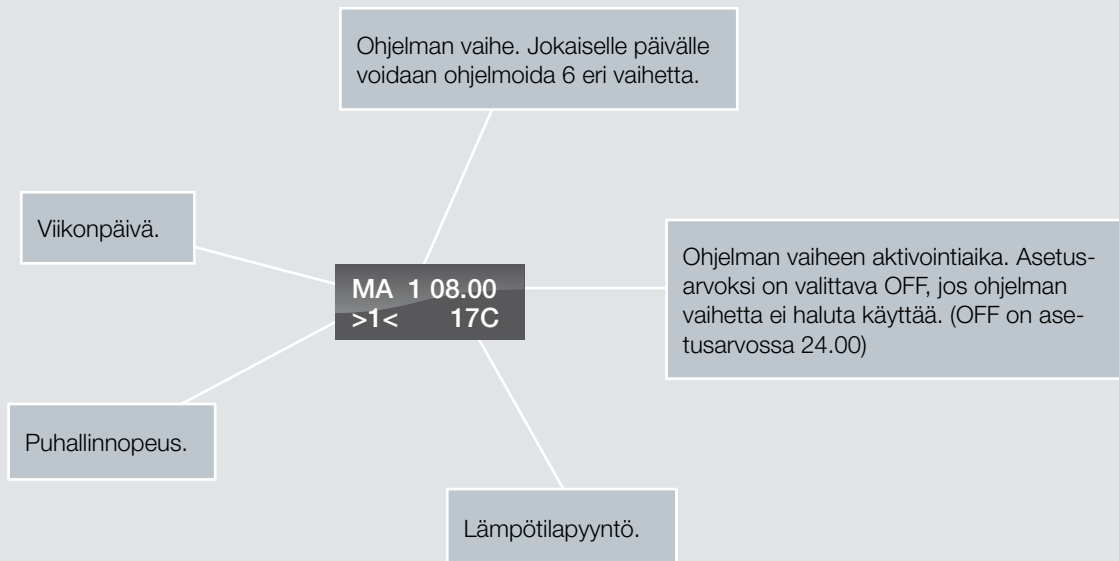 Ohjelman vaihe. Jokaiselle päivälle
voidaan ohjelmoida 6 eri vaihetta.
Viikonpäivä.
MA 1 08.00
>1< 17C
Ohjelman vaiheen aktivointiaika. Asetus-
arvoksi on valittava OFF, jos ohjelman
vaihetta ei haluta käyttää. (OFF on ase-
tusarvossa 24.00)
Puhallinnopeus.
Lämpötilapyyntö.